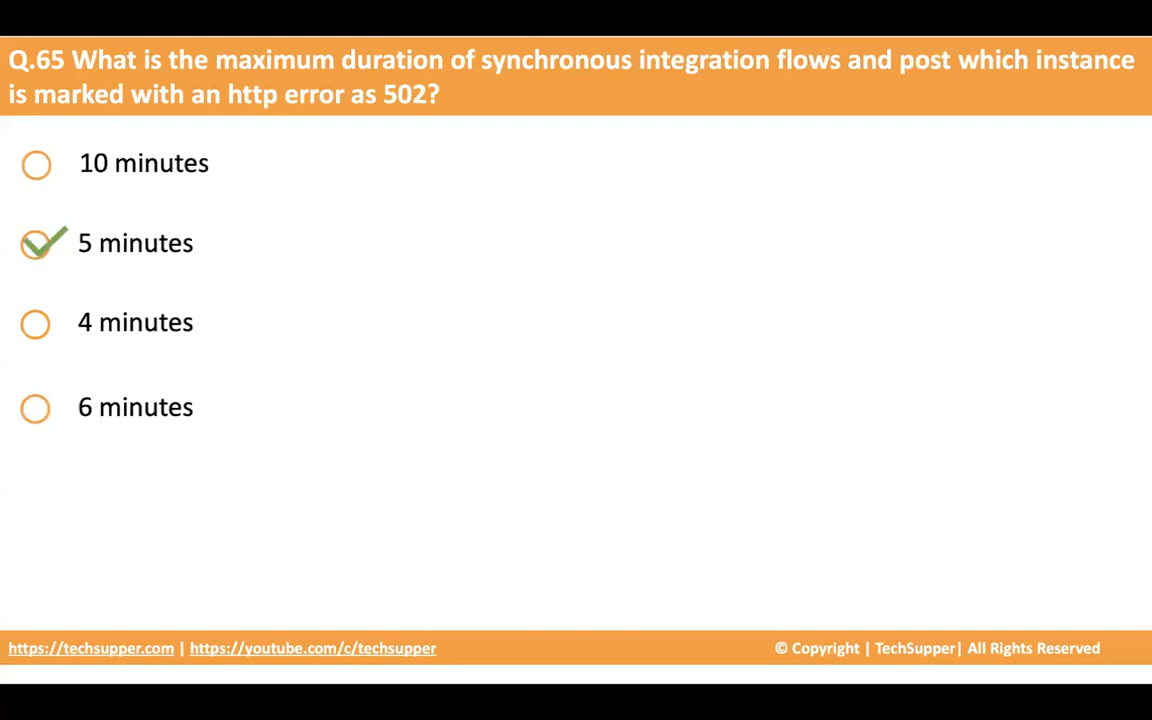 Q.65 What is the maximum duration of synchronous integration flows and post which instance
is marked with an http error as 502?
10 minutes
5 minutes
4 minutes
6 minutes
https://techsupper.com | https://youtube.com/c/techsupper
© Copyright | TechSupper| All Rights Reserved